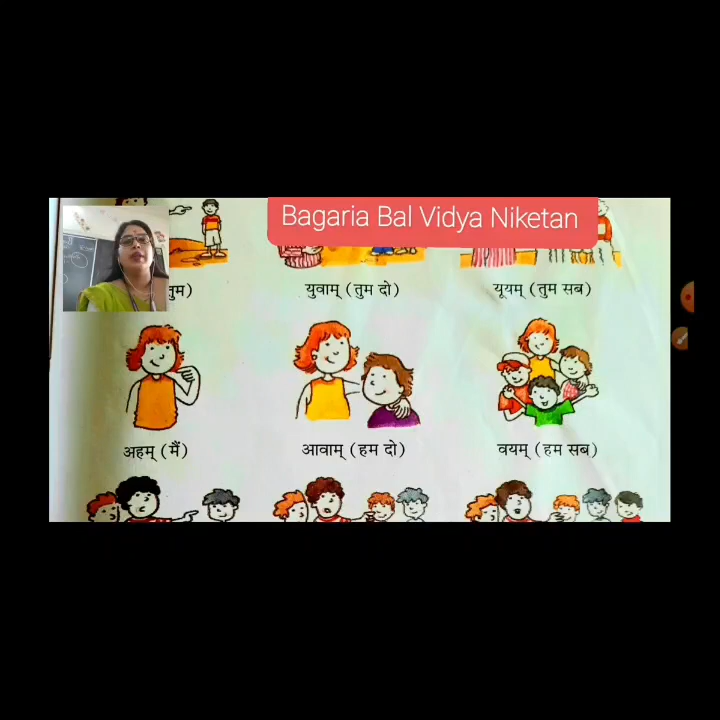 Bagaria Bal Vidya Niketan
तुम) युवाम् (तुम दो) यूयम् (तुम सब)
अहम् (मैं) आवाम् (हम दो) वयम् (हम सब)